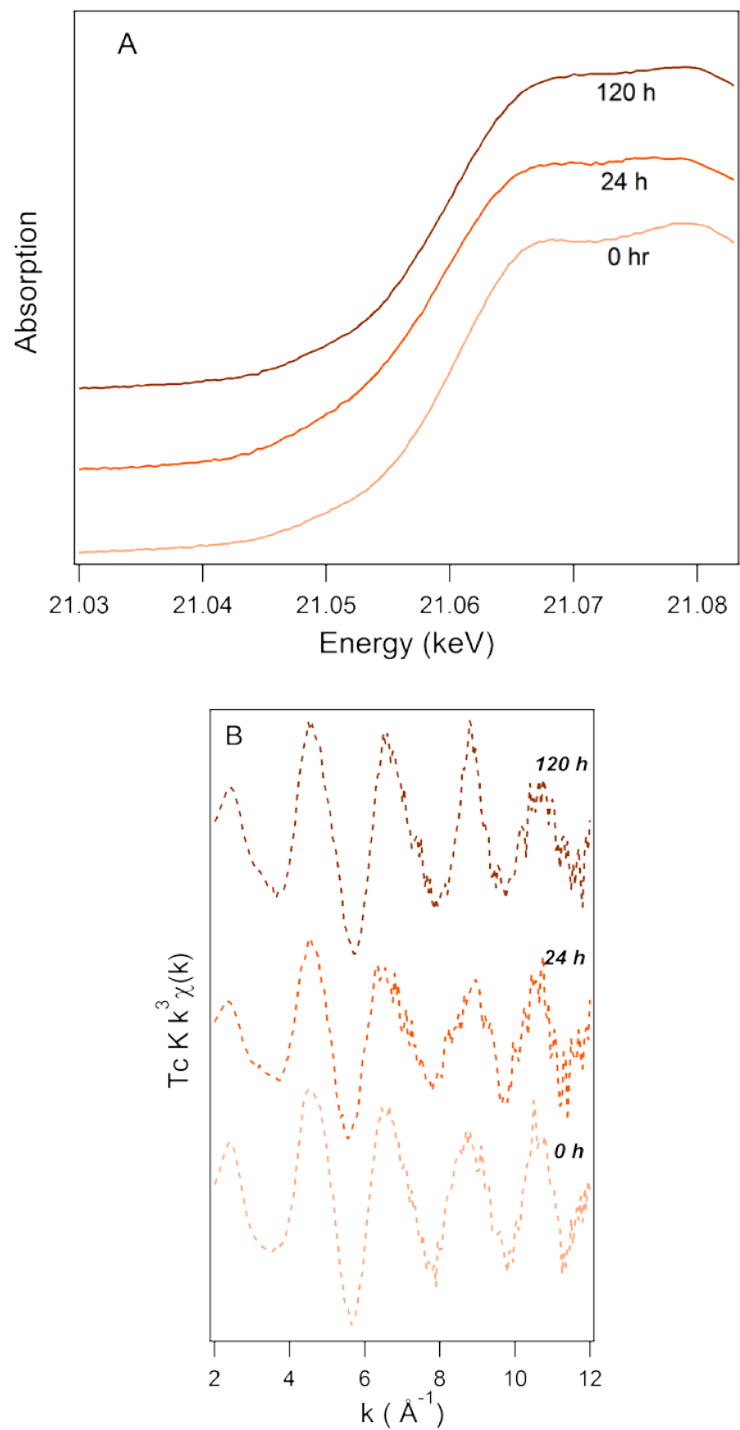 A
120 h
24 h
0 hr
Absorption
21.03 21.04 21.05 21.06 21.07 21.08
Energy (keV)
B
120 h
24 h
0 h
Tc K k³χ(k)
2 4 6 8 10 12
k ( Å⁻¹)